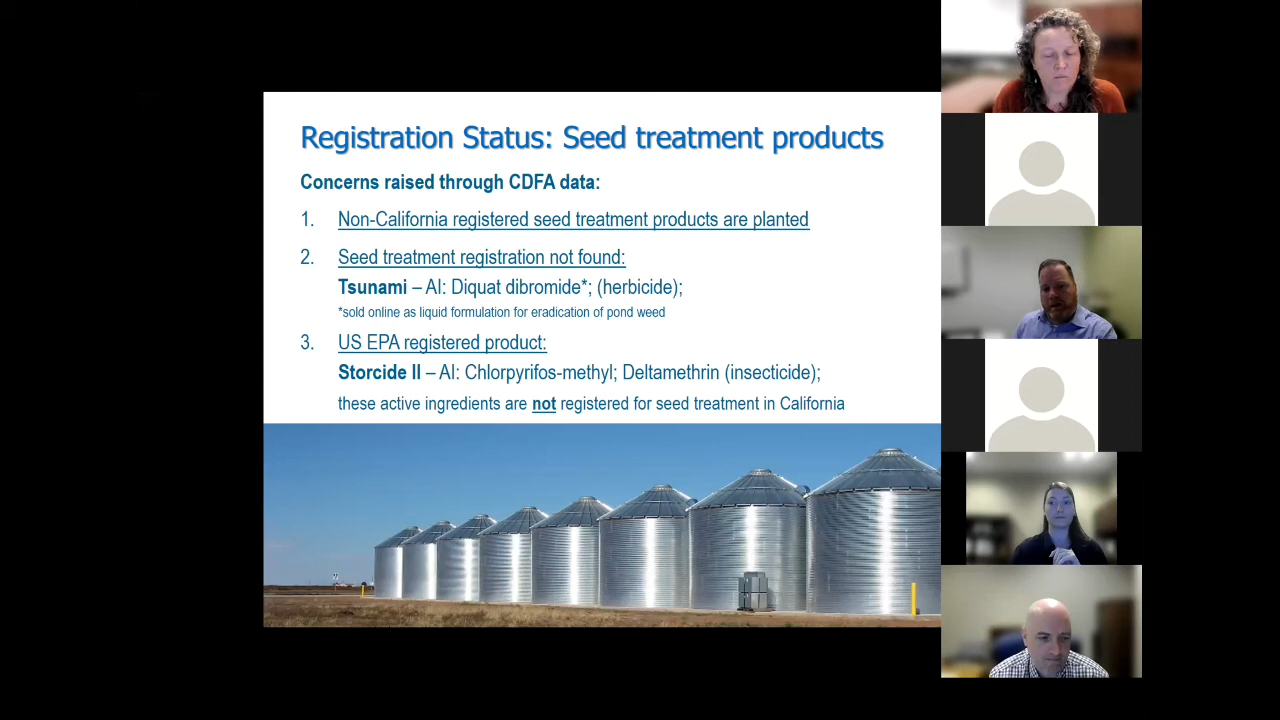 Registration Status: Seed treatment products
Concerns raised through CDFA data:
1. Non-California registered seed treatment products are planted
2. Seed treatment registration not found:
Tsunami – AI: Diquat dibromide*; (herbicide);
*sold online as liquid formulation for eradication of pond weed
3. US EPA registered product:
Storcide II – AI: Chlorpyrifos-methyl; Deltamethrin (insecticide);
these active ingredients are not registered for seed treatment in California